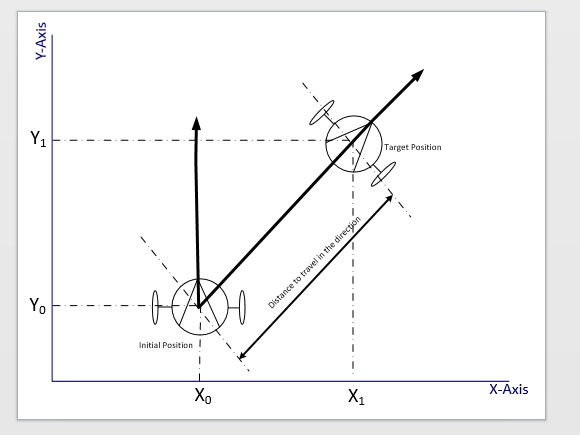 Y-Axis
Y1
Target Position
Distance to travel in the direction
Y0
Initial Position
X-Axis
X0
X1